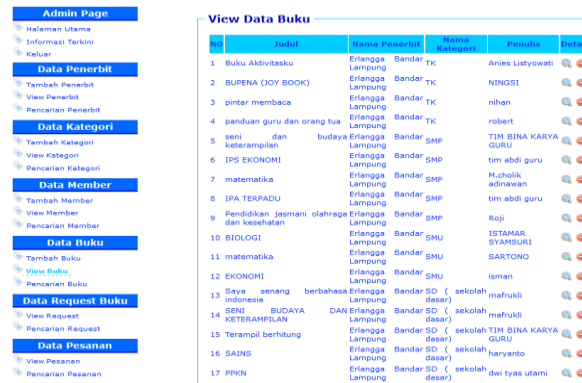 Admin Page
Halaman Utama
Informasi Terkini
Keluar
Data Penerbit
Tambah Penerbit
View Penerbit
Pencarian Penerbit
Data Kategori
Tambah Kategori
View Kategori
Pencarian Kategori
Data Member
Tambah Member
View Member
Pencarian Member
Data Buku
Tambah Buku
View Buku
Pencarian Buku
Data Request Buku
View Request
Pencarian Request
Data Pesanan
View Pesanan
Pencarian Pesanan
View Data Buku
NO Judul Nama Penerbit Nama Kategori Penulis Deta
1 Buku Aktivitasku Erlangga Bandar Lampung TK Anies Listyowati
2 BUPENA (JOY BOOK) Erlangga Bandar Lampung TK NINGSI
3 pintar membaca Erlangga Bandar Lampung TK nihan
4 panduan guru dan orang tua Erlangga Bandar Lampung TK robert
5 seni dan budaya keterampilan Erlangga Bandar Lampung SMP TIM BINA KARYA GURU
6 IPS EKONOMI Erlangga Bandar Lampung SMP tim abdi guru
7 matematika Erlangga Bandar Lampung SMP M.cholik adinawan
8 IPA TERPADU Erlangga Bandar Lampung SMP tim abdi guru
9 Pendidikan jasmani olahraga dan kesehatan Erlangga Bandar Lampung SMP Roji
10 BIOLOGI Erlangga Bandar Lampung SMU ISTAMAR SYAMSURI
11 matematika Erlangga Bandar Lampung SMU SARTONO
12 EKONOMI Erlangga Bandar Lampung SMU isman
13 Saya senang berbahasa indonesia Erlangga Bandar Lampung SD ( sekolah dasar) mafrukli
14 SENI BUDAYA DAN KETERAMPILAN Erlangga Bandar Lampung SD ( sekolah dasar) mafrukli
15 Terampil berhitung Erlangga Bandar Lampung SD ( sekolah dasar) TIM BINA KARYA GURU
16 SAINS Erlangga Bandar Lampung SD ( sekolah dasar) haryanto
17 PPKN Erlangga Bandar Lampung SD ( sekolah dasar) dwi tyas utami